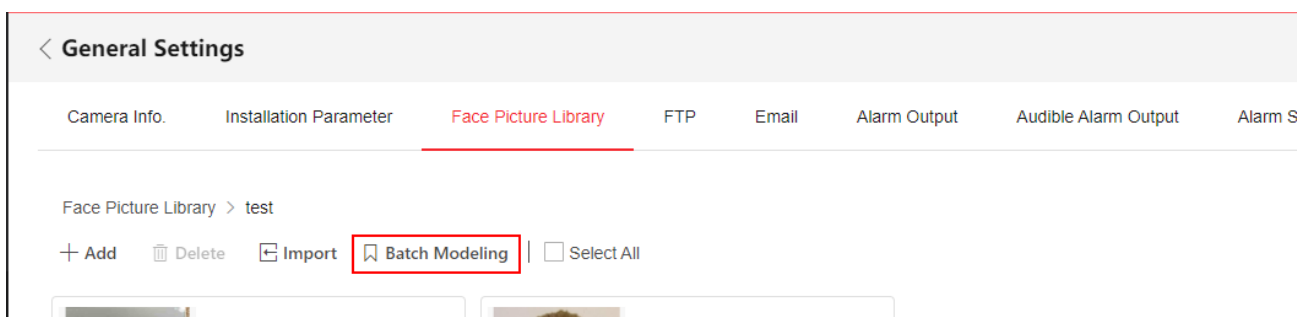 General Settings
Camera Info. Installation Parameter Face Picture Library FTP Email Alarm Output Audible Alarm Output Alarm S
Face Picture Library > test
Add Delete Import Batch Modeling Select All